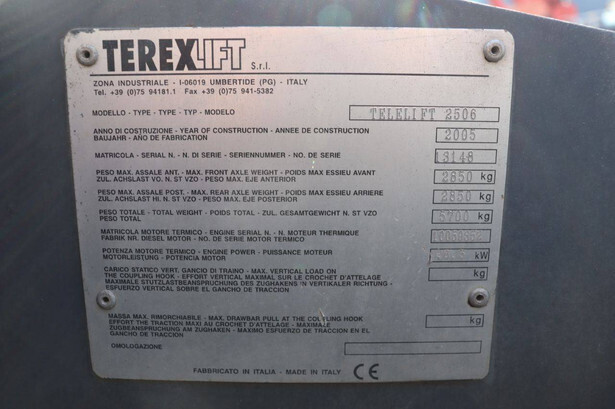 TEREXLIFT S.r.l.
ZONA INDUSTRIALE - I-06019 UMBERTIDE (PG) - ITALY
Tel. +39 (0)75 94181.1 Fax +39 (0)75 941-5382
MODELLO - TYPE - TYPE - TYP - MODELO TELELIFT 2506
ANNO DI COSTRUZIONE - YEAR OF CONSTRUCTION - ANNEE DE CONSTRUCTION
BAUJAHR - AÑO DE FABRICATION 2005
MATRICOLA - SERIAL N. - N. DI SERIE - SERIENNUMMER - NO. DE SERIE 13148
PESO MAX. ASSALE ANT. - MAX. FRONT AXLE WEIGHT - POIDS MAX ESSIEU AVANT
ZUL. ACHSLAST VO. N. ST VZO - PESO MAX. EJE ANTERIOR 2850 kg
PESO MAX. ASSALE POST. - MAX. REAR AXLE WEIGHT - POIDS MAX ESSIEU ARRIERE
ZUL. ACHSLAST HI. N. ST VZO - PESO MAX. EJE POSTERIOR 2850 kg
PESO TOTALE - TOTAL WEIGHT - POIDS TOTAL - ZUL. GESAMTGEWICHT N. ST VZO
PESO TOTAL 5700 kg
MATRICOLA MOTORE TERMICO - ENGINE SERIAL N. - N. MOTEUR THERMIQUE
FABRIK NR. DIESEL MOTOR - NO. DE SERIE MOTOR TERMICO
POTENZA MOTORE TERMICO - ENGINE POWER - PUISSANCE MOTEUR
MOTORLEISTUNG - POTENCIA MOTOR kW
CARICO STATICO VERT. GANCIO DI TRAINO - MAX. VERTICAL LOAD ON
THE COUPLING HOOK - EFFORT VERTICAL MAXIMAL SUR LE CROCHET D'ATTELAGE
MAXIMALE STUTZLASTBEANSPRUCHUNG DES ZUGHAKENS IN VERTIKALER RICHTUNG -
ESFUERZO VERTICAL SOBRE EL GANCHO DE TRACCION kg
MASSA MAX. RIMORCHIABILE - MAX. DRAWBAR PULL AT THE COUPLING HOOK
EFFORT THE TRACTION MAXI AU CROCHET D'ATTELAGE - MAXIMALE
ZUGBEANSPRUCHUNG AM ZUGHAKEN - MAXIMO ESFUERZO DE TRACCION EN EL
GANCHO DE TRACCION kg
OMOLOGAZIONE
FABBRICATO IN ITALIA - MADE IN ITALY CE